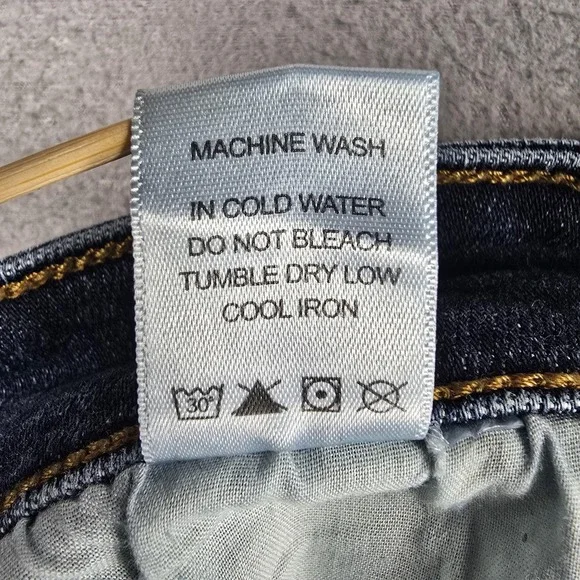 MACHINE WASH
IN COLD WATER
DO NOT BLEACH
TUMBLE DRY LOW
COOL IRON
30°